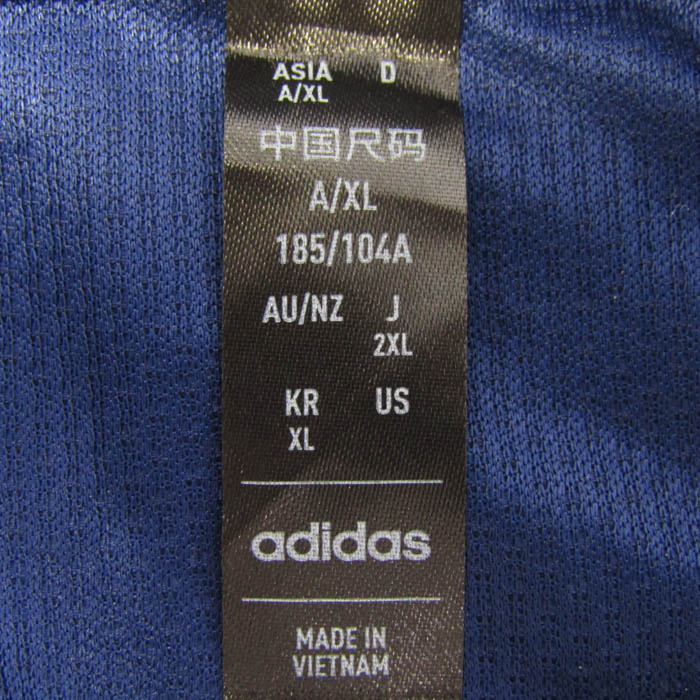 ASIA D
A/XL
中国尺码
A/XL
185/104A
AU/NZ J
2XL
KR US
XL
adidas
MADE IN
VIETNAM